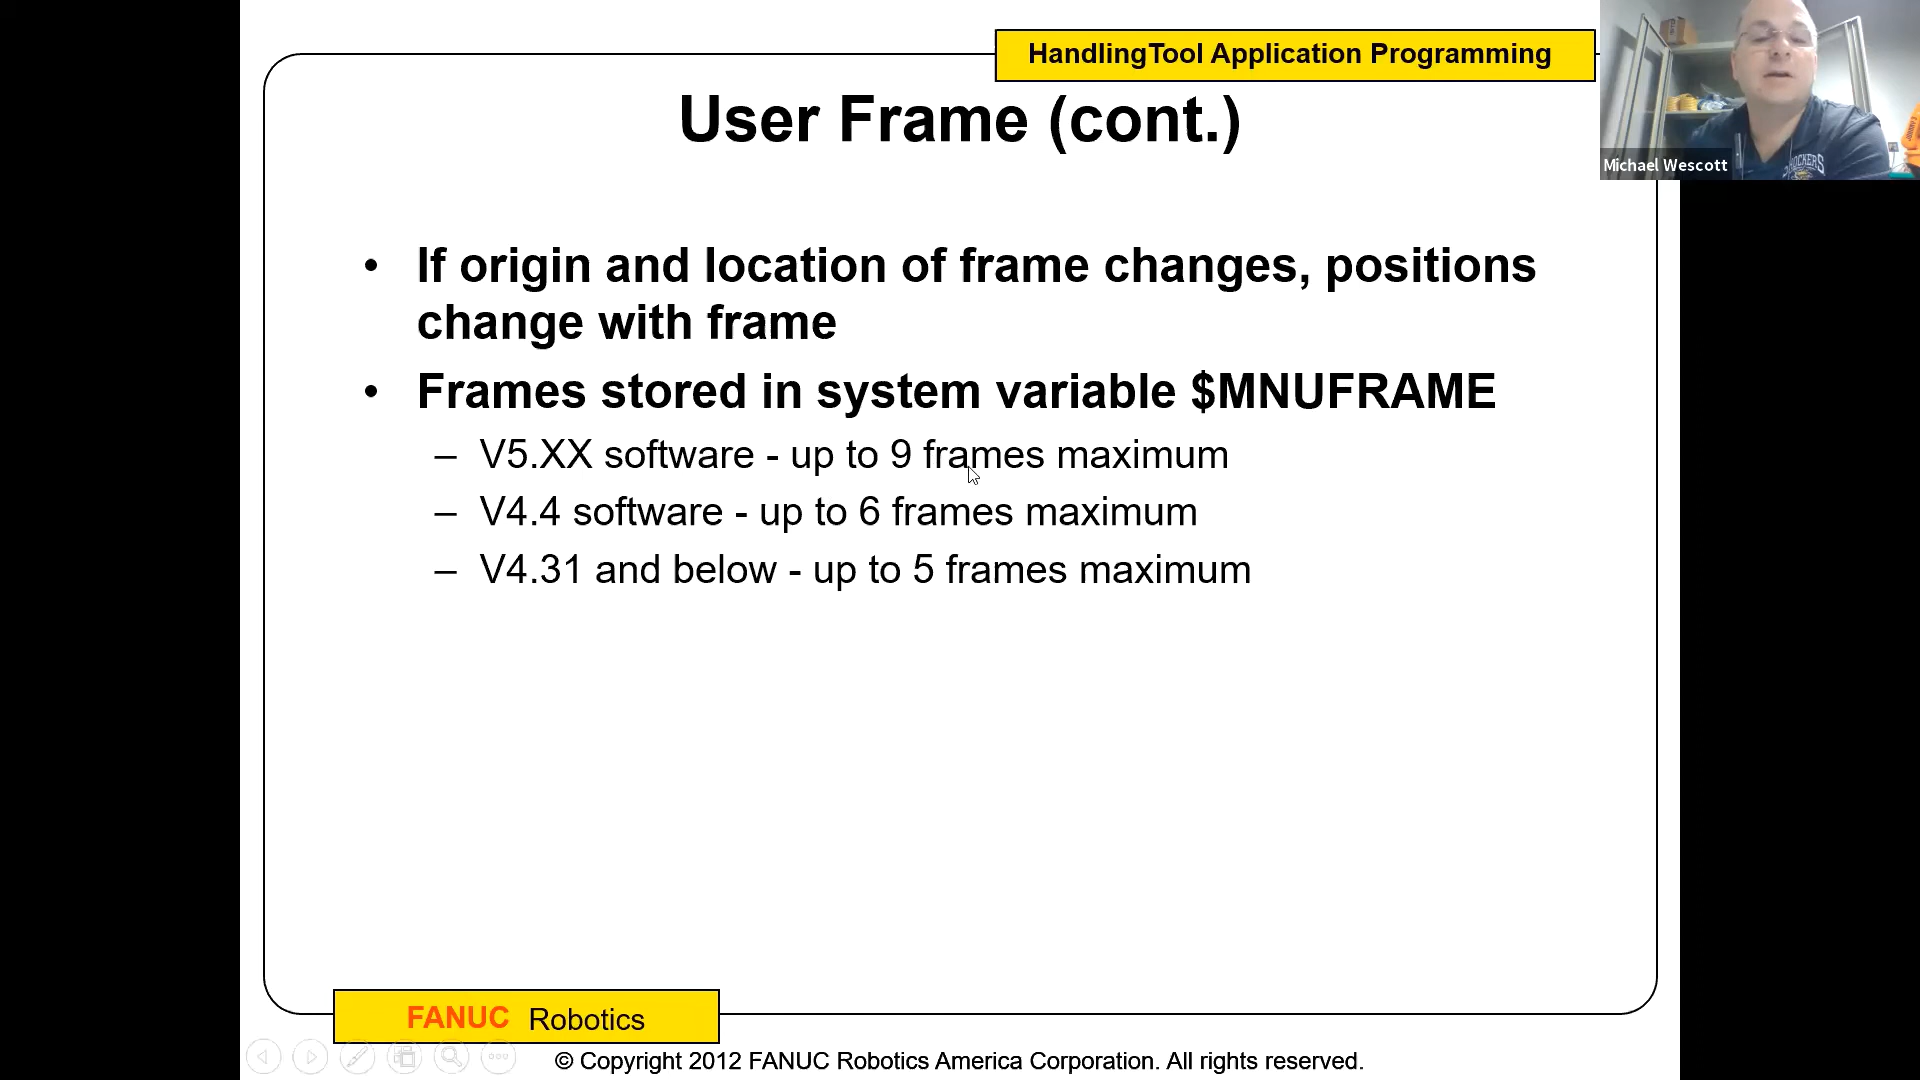 HandlingTool Application Programming
User Frame (cont.)
Michael Wescott
• If origin and location of frame changes, positions
change with frame
• Frames stored in system variable $MNUFRAME
– V5.XX software - up to 9 frames maximum
– V4.4 software - up to 6 frames maximum
– V4.31 and below - up to 5 frames maximum
FANUC Robotics
© Copyright 2012 FANUC Robotics America Corporation. All rights reserved.